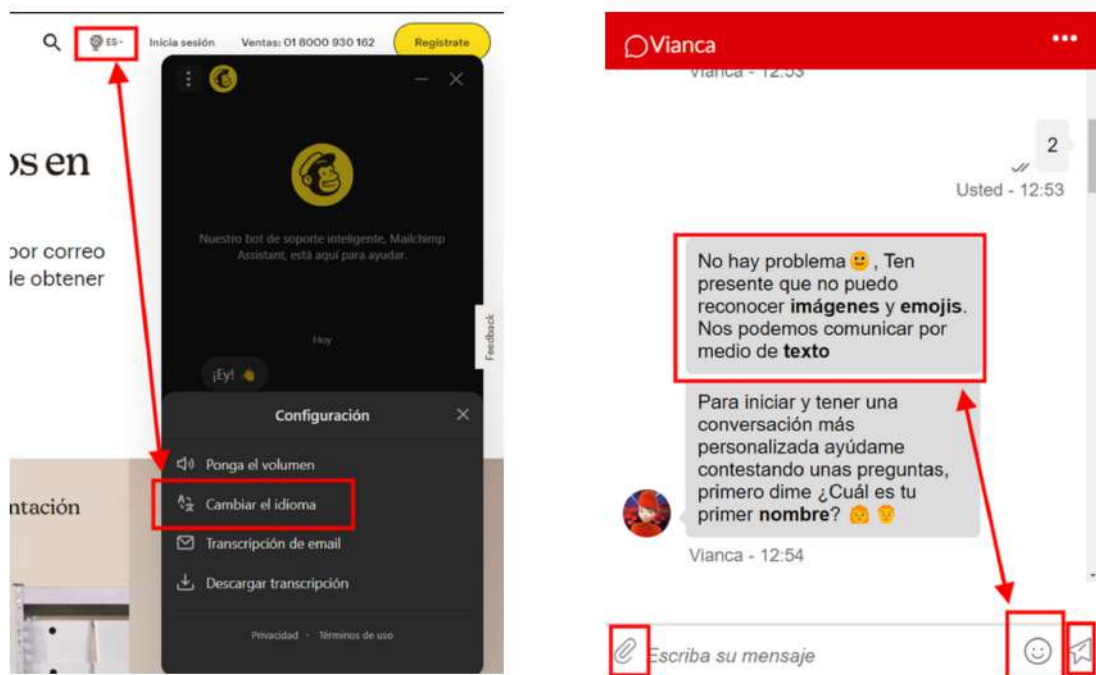 ES
Inicia sesión
Ventas: 01 8000 930 162
Regístrate
os en
por correo
de obtener
ntación
Nuestro bot de soporte inteligente, Mailchimp
Assistant, está aquí para ayudar.
Hoy
¡Ey! 👋
Feedback
Configuración
Ponga el volumen
Cambiar el idioma
Transcripción de email
Descargar transcripción
Privacidad - Términos de uso
Vianca
Vianca - 12:53
2
Usted - 12:53
No hay problema 🙂 , Ten
presente que no puedo
reconocer imágenes y emojis.
Nos podemos comunicar por
medio de texto
Para iniciar y tener una
conversación más
personalizada ayúdame
contestando unas preguntas,
primero dime ¿Cuál es tu
primer nombre? 👩 👨
Vianca - 12:54
Escriba su mensaje